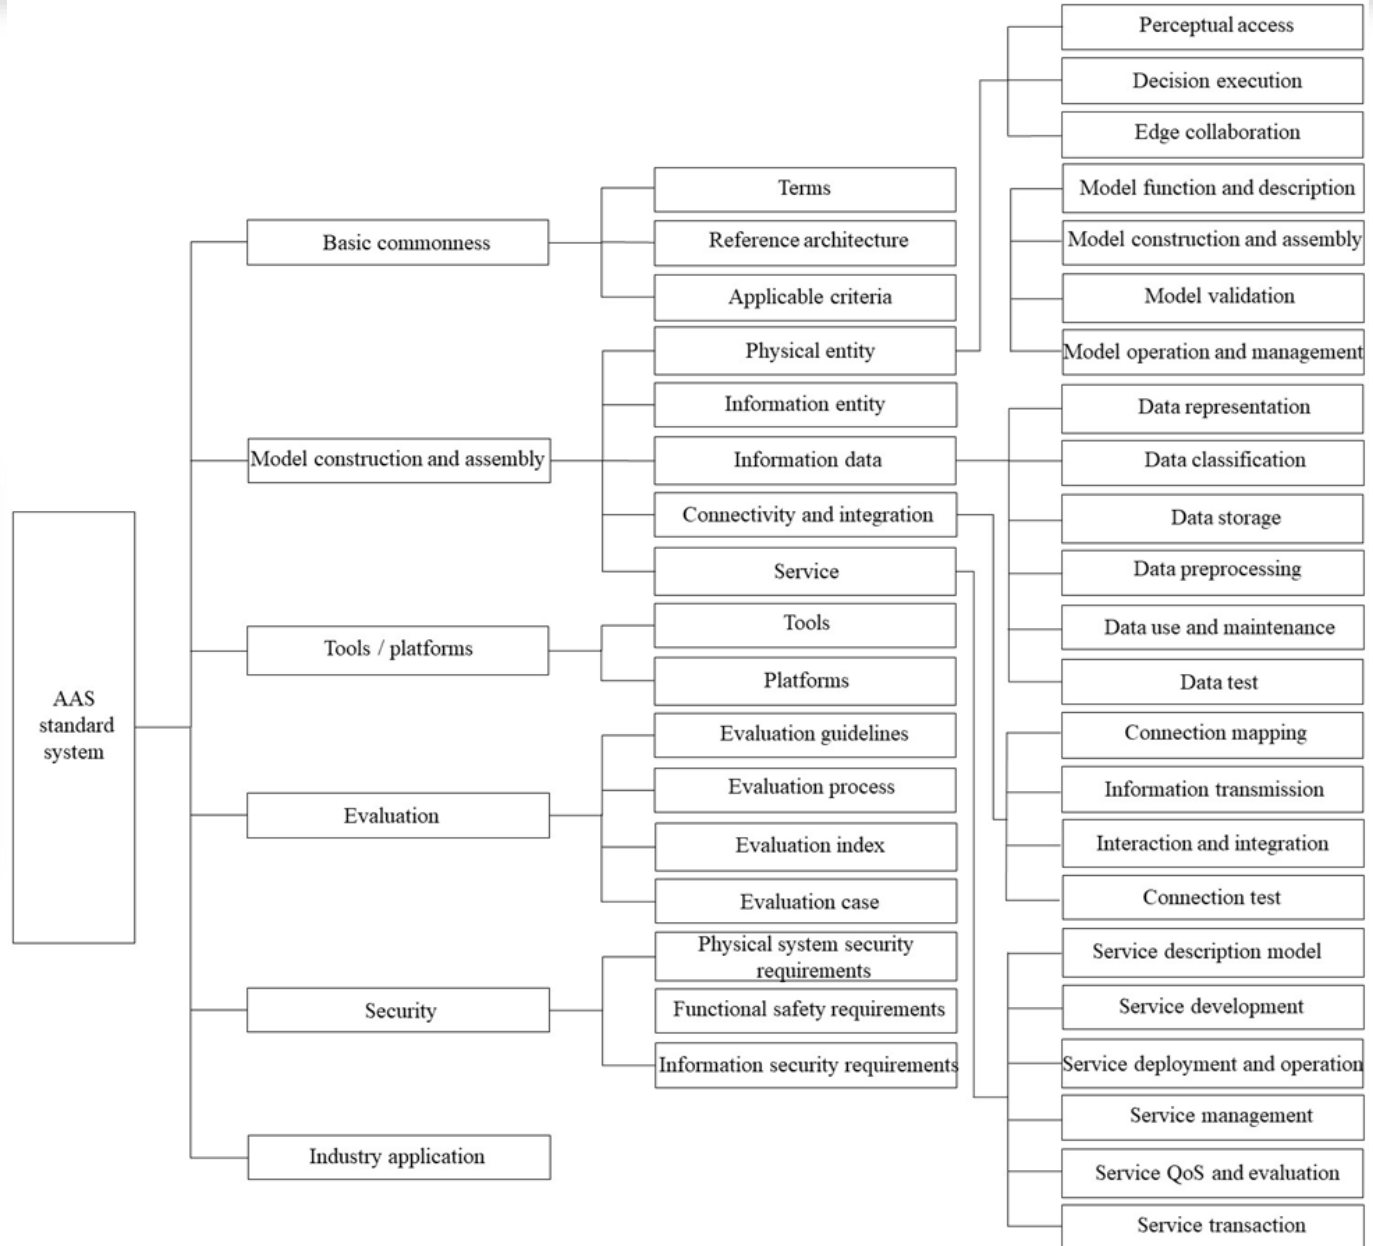 AAS
standard
system
Basic commonness
Model construction and assembly
Tools / platforms
Evaluation
Security
Industry application
Terms
Reference architecture
Applicable criteria
Physical entity
Information entity
Information data
Connectivity and integration
Service
Tools
Platforms
Evaluation guidelines
Evaluation process
Evaluation index
Evaluation case
Physical system security
requirements
Functional safety requirements
Information security requirements
Perceptual access
Decision execution
Edge collaboration
Model function and description
Model construction and assembly
Model validation
Model operation and management
Data representation
Data classification
Data storage
Data preprocessing
Data use and maintenance
Data test
Connection mapping
Information transmission
Interaction and integration
Connection test
Service description model
Service development
Service deployment and operation
Service management
Service QoS and evaluation
Service transaction